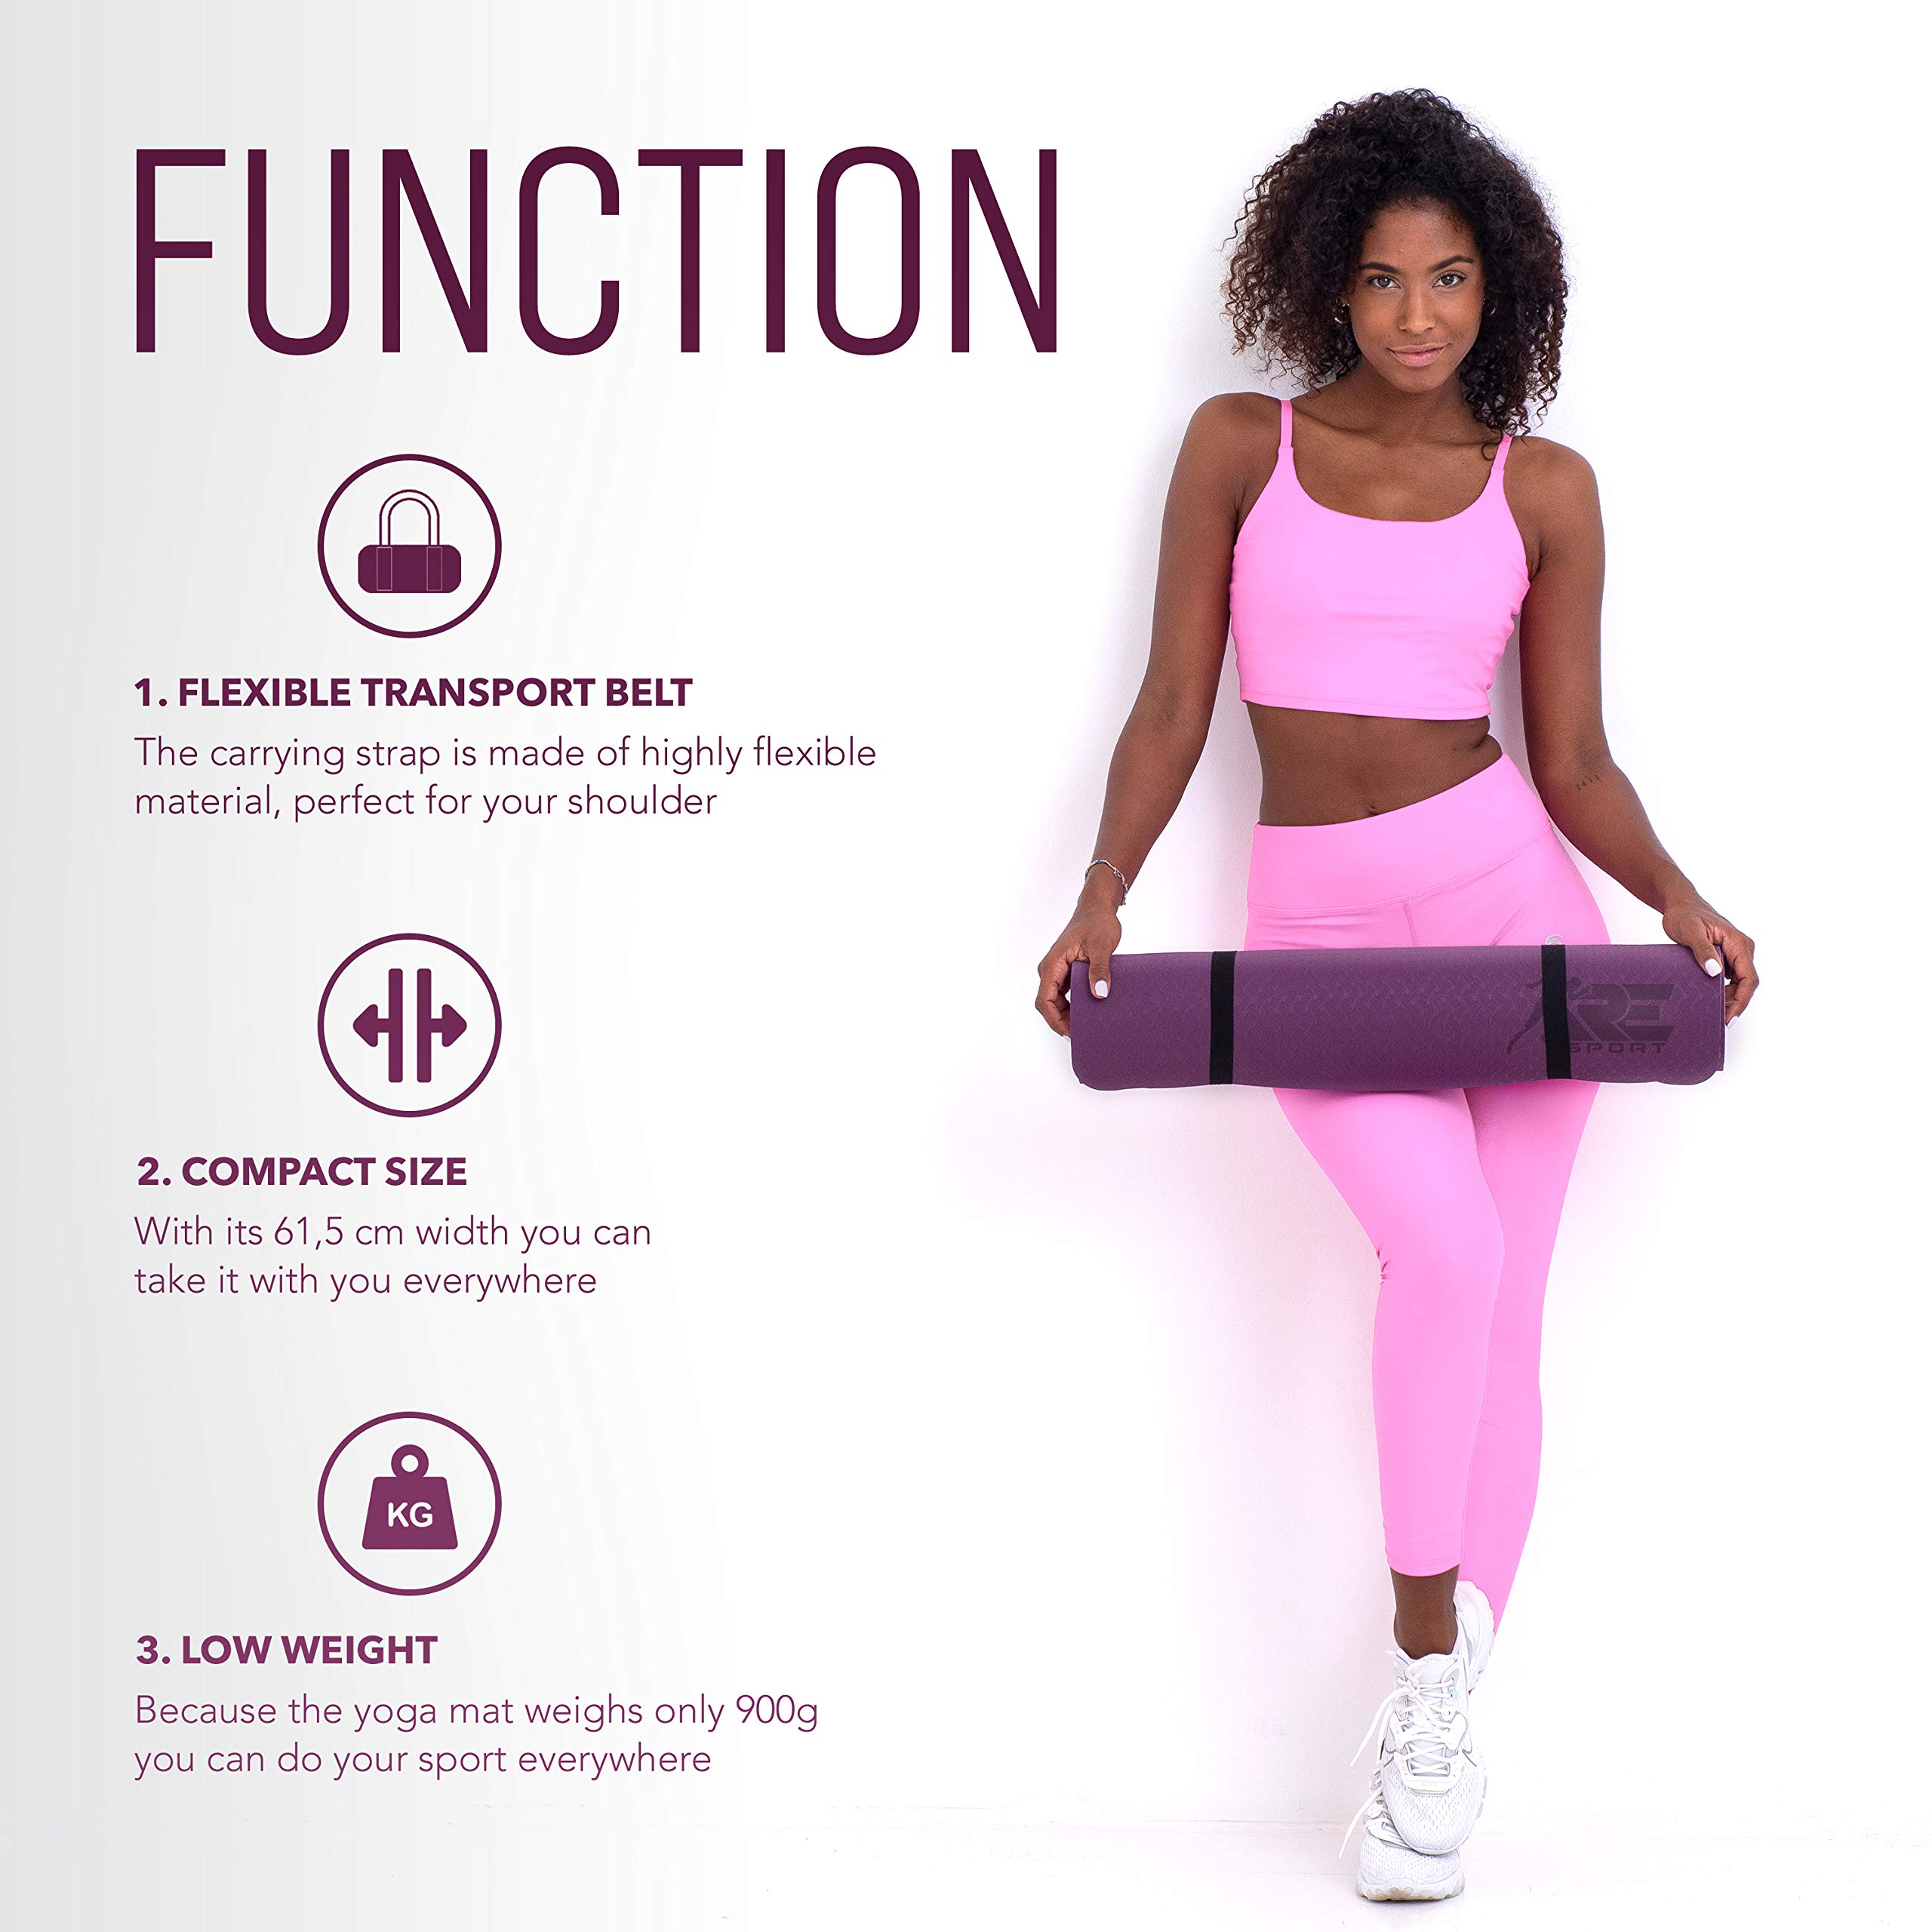 FUNCTION
1. FLEXIBLE TRANSPORT BELT
The carrying strap is made of highly flexible
material, perfect for your shoulder
2. COMPACT SIZE
With its 61,5 cm width you can
take it with you everywhere
KG
3. LOW WEIGHT
Because the yoga mat weighs only 900g
you can do your sport everywhere
RE
SPORT